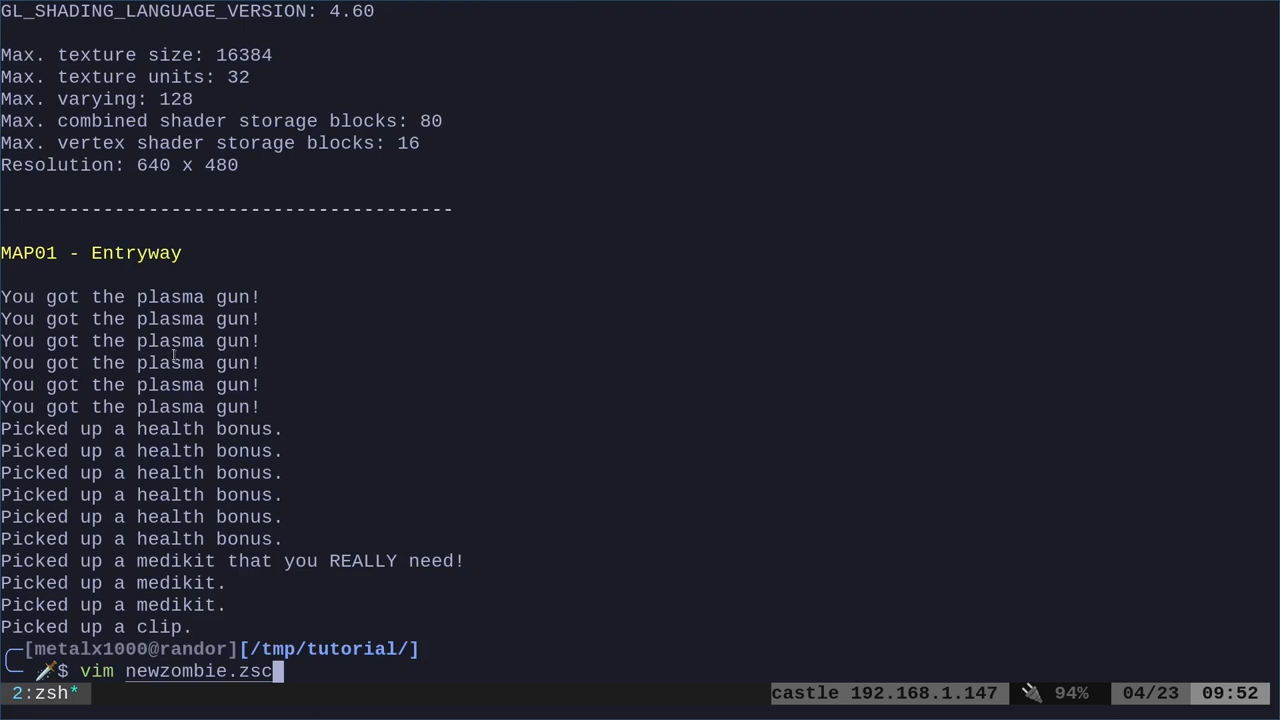 GL_SHADING_LANGUAGE_VERSION: 4.60
Max. texture size: 16384
Max. texture units: 32
Max. varying: 128
Max. combined shader storage blocks: 80
Max. vertex shader storage blocks: 16
Resolution: 640 x 480
----------------------------------------
MAP01 - Entryway
You got the plasma gun!
You got the plasma gun!
You got the plasma gun!
You got the plasma gun!
You got the plasma gun!
You got the plasma gun!
Picked up a health bonus.
Picked up a health bonus.
Picked up a health bonus.
Picked up a health bonus.
Picked up a health bonus.
Picked up a health bonus.
Picked up a medikit that you REALLY need!
Picked up a medikit.
Picked up a medikit.
Picked up a clip.
╭─[metalx1000@randor][/tmp/tutorial/]
╰─ 🗡️$ vim newzombie.zsc
2:zsh* castle 192.168.1.147 🔌 94% 04/23 09:52